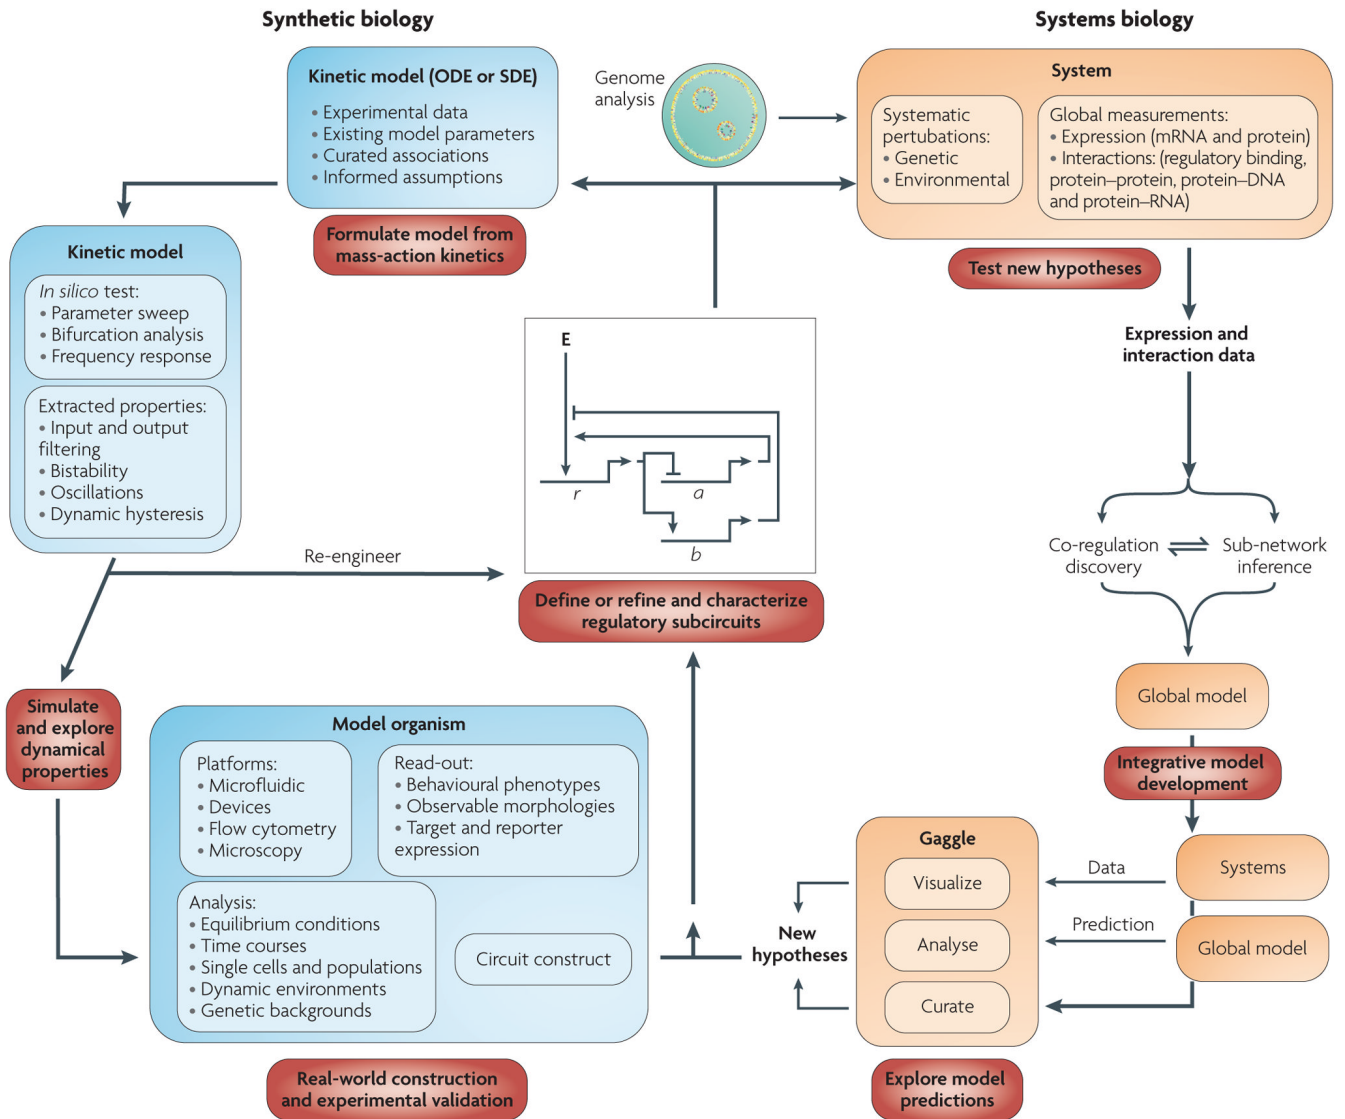 Synthetic biology
Systems biology
Kinetic model (ODE or SDE)
• Experimental data
• Existing model parameters
• Curated associations
• Informed assumptions
Formulate model from
mass-action kinetics
Genome
analysis
System
Systematic
pertubations:
• Genetic
• Environmental
Global measurements:
• Expression (mRNA and protein)
• Interactions: (regulatory binding,
protein–protein, protein–DNA
and protein–RNA)
Test new hypotheses
Kinetic model
In silico test:
• Parameter sweep
• Bifurcation analysis
• Frequency response
Extracted properties:
• Input and output
filtering
• Bistability
• Oscillations
• Dynamic hysteresis
Re-engineer
E
r
a
b
Define or refine and characterize
regulatory subcircuits
Expression and
interaction data
Co-regulation
discovery
Sub-network
inference
Global model
Integrative model
development
Simulate
and explore
dynamical
properties
Model organism
Platforms:
• Microfluidic
• Devices
• Flow cytometry
• Microscopy
Read-out:
• Behavioural phenotypes
• Observable morphologies
• Target and reporter
expression
Analysis:
• Equilibrium conditions
• Time courses
• Single cells and populations
• Dynamic environments
• Genetic backgrounds
Circuit construct
Real-world construction
and experimental validation
New
hypotheses
Gaggle
Visualize
Analyse
Curate
Data
Prediction
Systems
Global model
Explore model
predictions